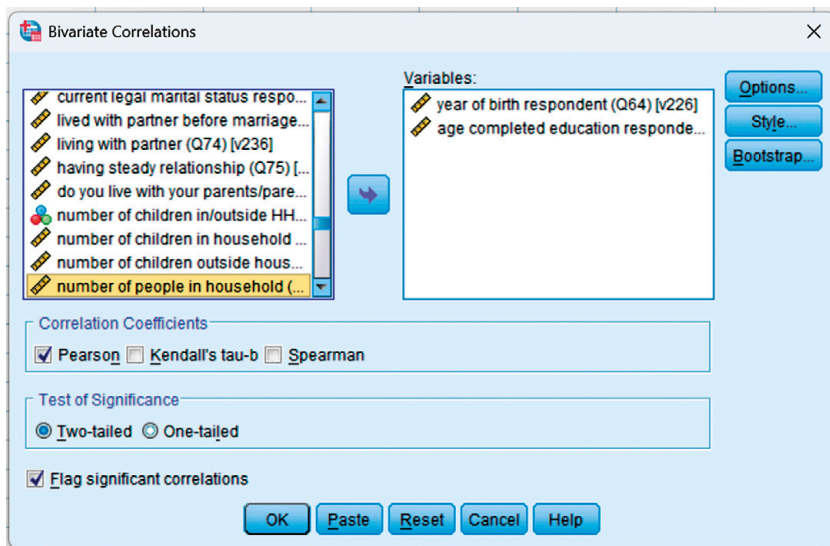 Bivariate Correlations
current legal marital status respo...
lived with partner before marriage...
living with partner (Q74) [v236]
having steady relationship (Q75) [...
do you live with your parents/pare...
number of children in/outside HH...
number of children in household ...
number of children outside hous...
number of people in household (...
Variables:
year of birth respondent (Q64) [v226]
age completed education responde...
Options...
Style...
Bootstrap...
Correlation Coefficients
Pearson Kendall's tau-b Spearman
Test of Significance
Two-tailed One-tailed
Flag significant correlations
OK Paste Reset Cancel Help